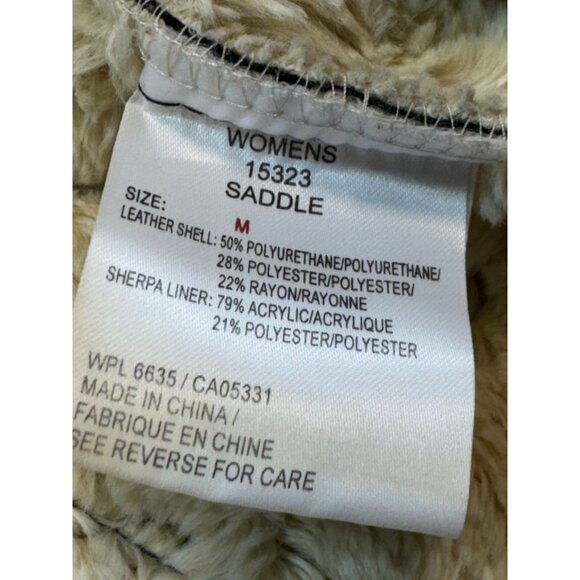 WOMENS
15323
SADDLE
SIZE: M
LEATHER SHELL: 50% POLYURETHANE/POLYURETHANE/
28% POLYESTER/POLYESTER/
22% RAYON/RAYONNE
SHERPA LINER: 79% ACRYLIC/ACRYLIQUE
21% POLYESTER/POLYESTER
WPL 6635 / CA05331
MADE IN CHINA /
FABRIQUE EN CHINE
SEE REVERSE FOR CARE